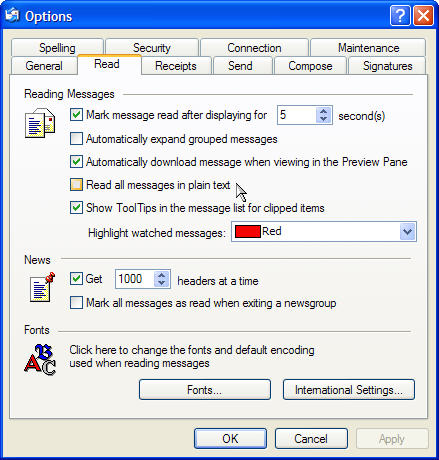 Options
Spelling Security Connection Maintenance
General Read Receipts Send Compose Signatures
Reading Messages
Mark message read after displaying for 5 second(s)
Automatically expand grouped messages
Automatically download message when viewing in the Preview Pane
Read all messages in plain text
Show ToolTips in the message list for clipped items
Highlight watched messages: Red
News
Get 1000 headers at a time
Mark all messages as read when exiting a newsgroup
Fonts
Click here to change the fonts and default encoding
used when reading messages
Fonts... International Settings...
OK Cancel Apply